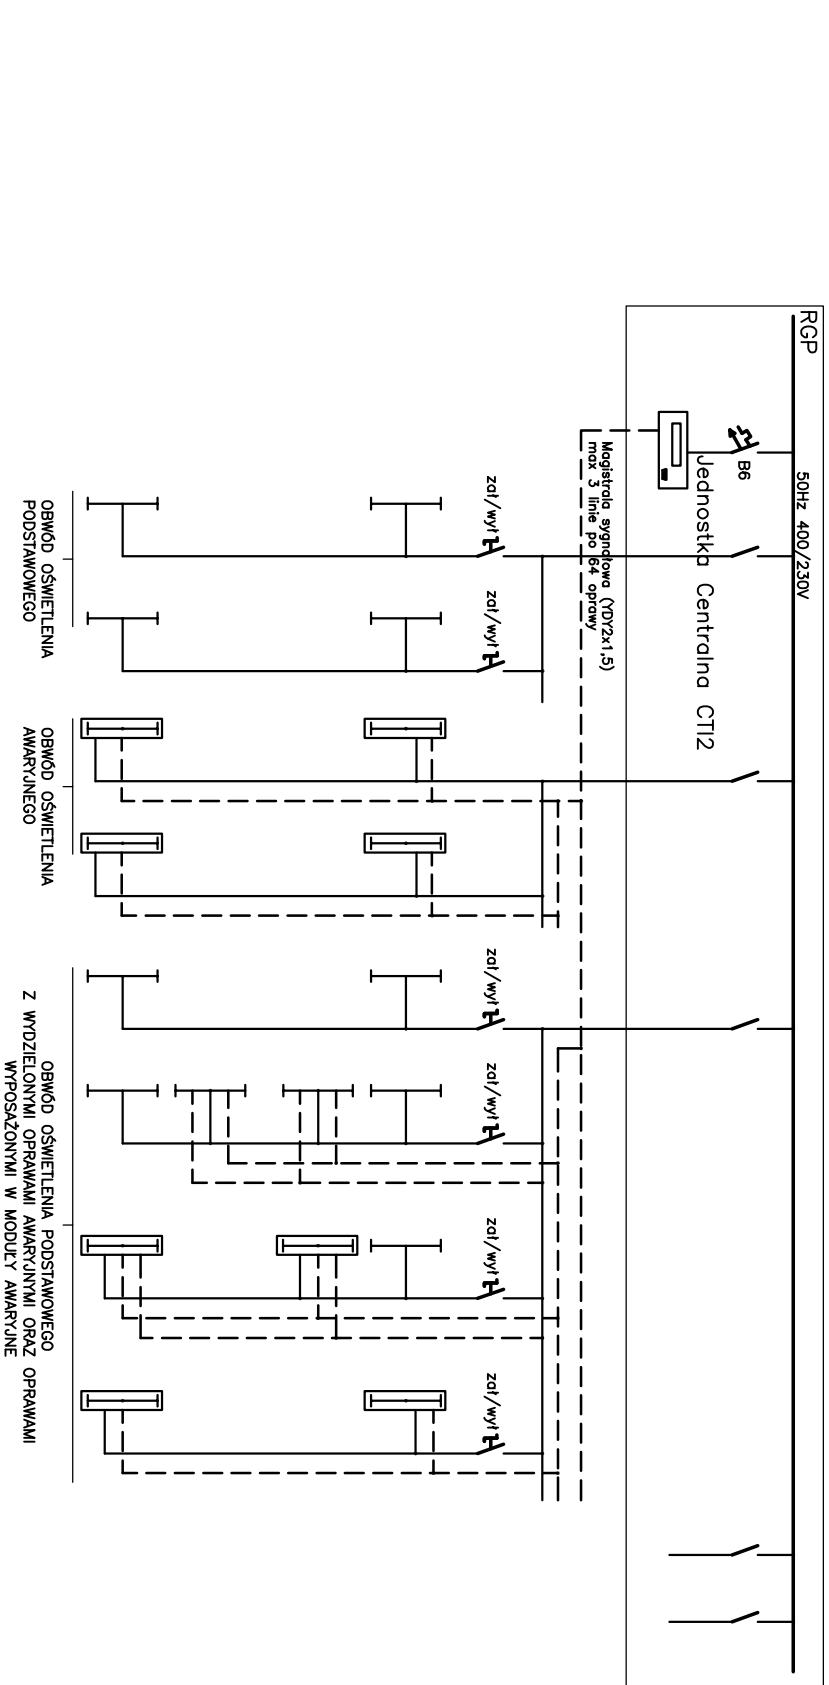 RGP
50Hz 400/230V
B6
Jednostka Centralna CTI2
Magistrala sygnałowa (YDY2x1,5)
max 3 linie po 64 oprawy
zał/wył
zał/wył
zał/wył
zał/wył
zał/wył
zał/wył
OBWÓD OŚWIETLENIA
PODSTAWOWEGO
OBWÓD OŚWIETLENIA
AWARYJNEGO
OBWÓD OŚWIETLENIA PODSTAWOWEGO
Z WYDZIELONYMI OPRAWAMI AWARYJNYMI ORAZ OPRAWAMI
WYPOSAŻONYMI W MODUŁY AWARYJNE